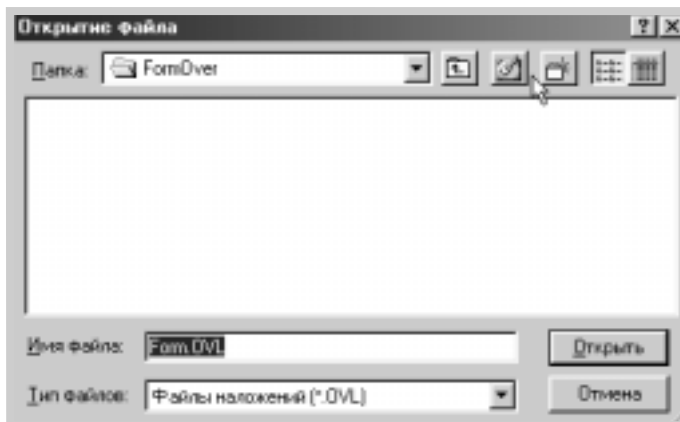 Открытие файла
Папка: FormOver
Имя файла: Form.OVL Открыть
Тип файлов: Файлы наложений (*.OVL) Отмена